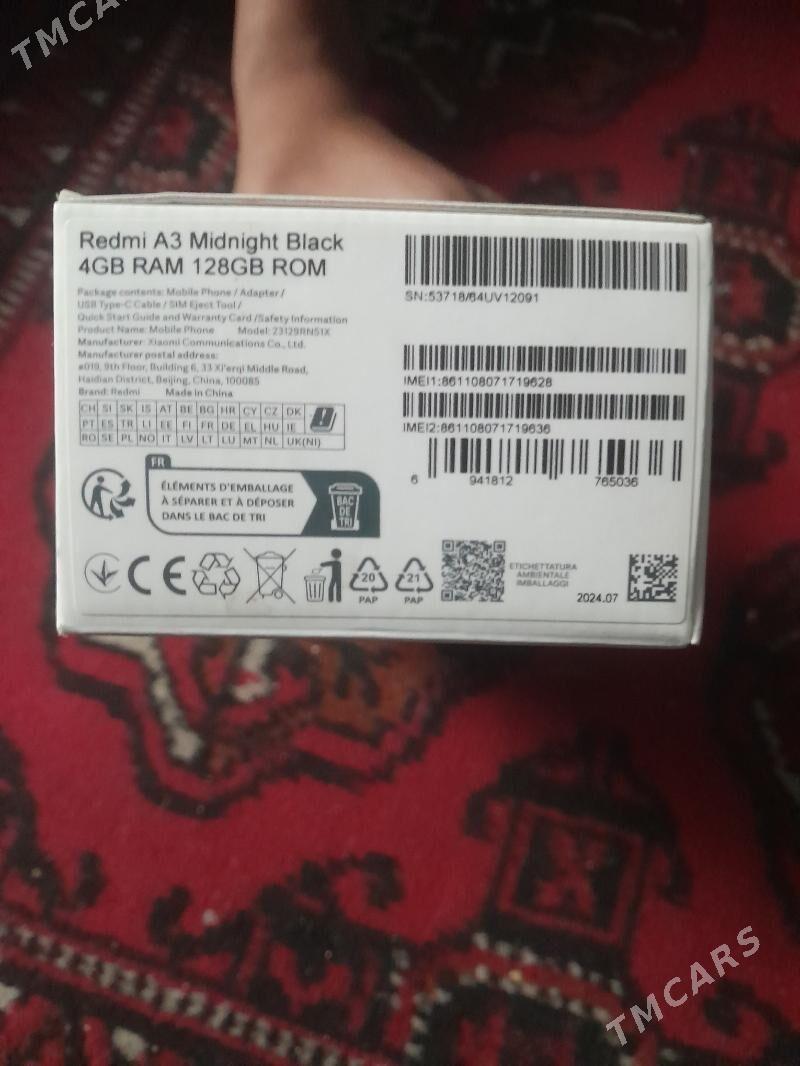 TMCARS
Redmi A3 Midnight Black
4GB RAM 128GB ROM
Package contents: Mobile Phone / Adapter /
USB Type-C Cable / SIM Eject Tool /
Quick Start Guide and Warranty Card /Safety Information
Product Name: Mobile Phone Model: 23129RN51X
Manufacturer: Xiaomi Communications Co., Ltd.
Manufacturer postal address:
#019, 9th Floor, Building 6, 33 Xi'erqi Middle Road,
Haidian District, Beijing, China, 100085
Brand: Redmi Made in China
CH SI SK IS AT BE BG HR CY CZ DK
PT ES TR LI EE FI FR DE EL HU IE
RO SE PL NO IT LV LT LU MT NL UK(NI)
FR
ÉLÉMENTS D'EMBALLAGE
À SÉPARER ET À DÉPOSER
DANS LE BAC DE TRI
BAC
DE
TRI
SN:53718/64UV12091
IMEI1:861108071719628
IMEI2:861108071719636
6 941812 765036
CE
20
PAP
21
PAP
ETICHETTATURA
AMBIENTALE
IMBALLAGGI
2024.07
TMCARS